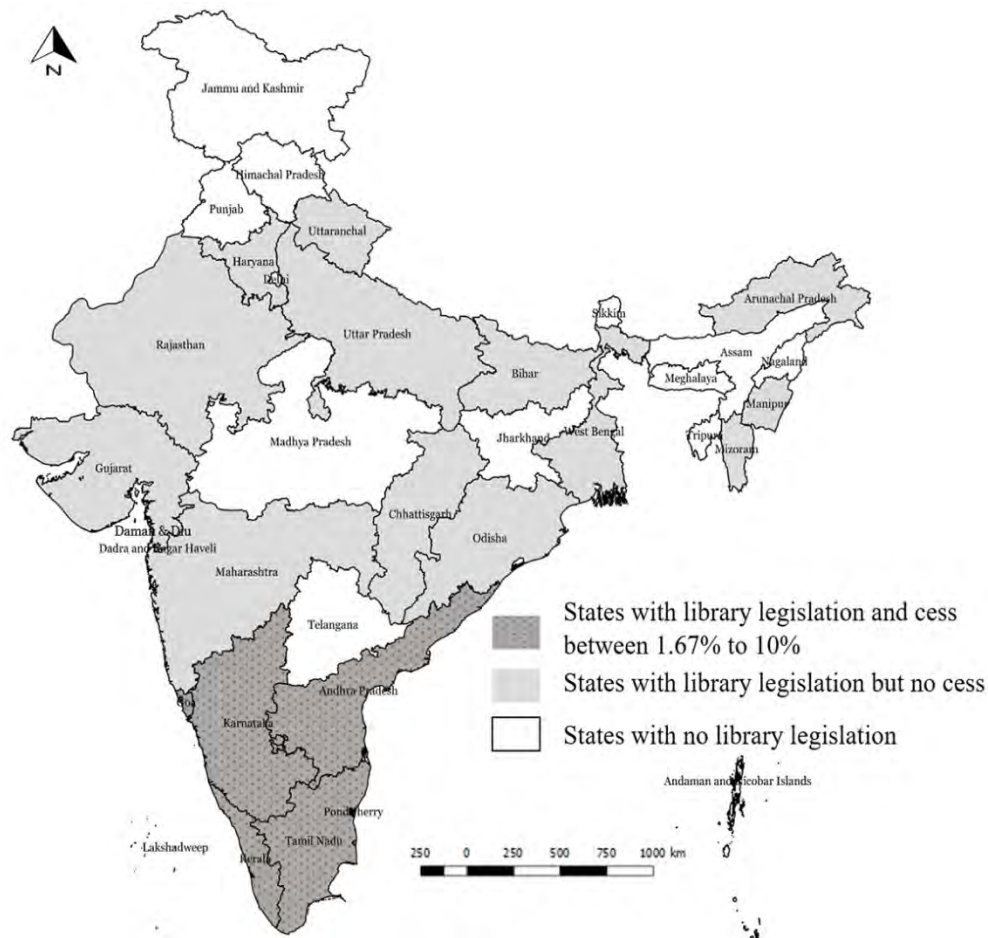 N
Jammu and Kashmir
Himachal Pradesh
Punjab
Uttaranchal
Haryana
Delhi
Arunachal Pradesh
Sikkim
Rajasthan
Uttar Pradesh
Assam
Nagaland
Bihar
Meghalaya
Manipur
Madhya Pradesh
Jharkhand
West Bengal
Tripura
Mizoram
Gujarat
Chhattisgarh
Daman & Diu
Odisha
Dadra and Nagar Haveli
Maharashtra
Telangana
States with library legislation and cess
between 1.67% to 10%
Andhra Pradesh
States with library legislation but no cess
Goa
Karnataka
States with no library legislation
Andaman and Nicobar Islands
Pondicherry
Lakshadweep
Tamil Nadu
Kerala
250 0 250 500 750 1000 km